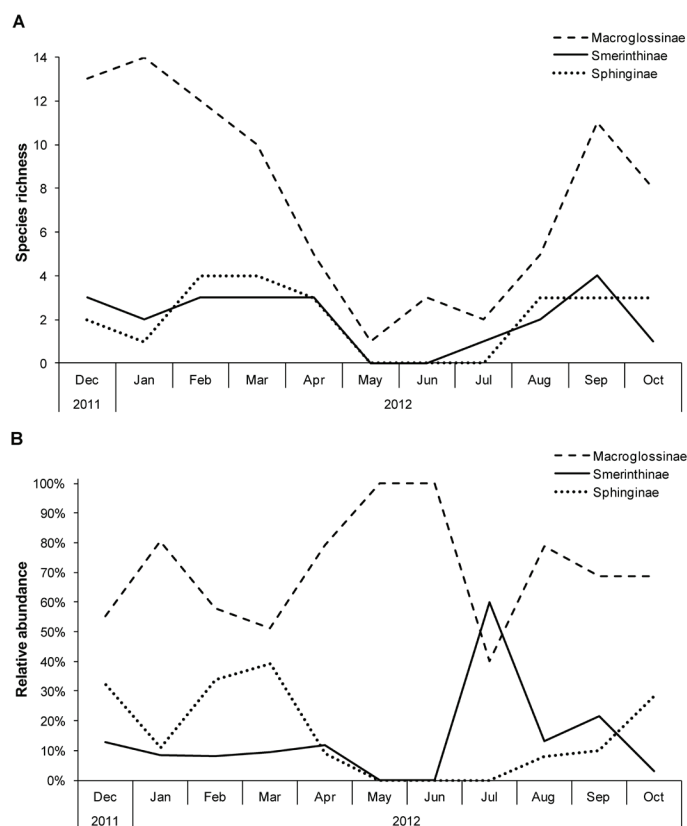 A
Macroglossinae
Smerinthinae
Sphinginae
14
12
10
8
6
4
2
0
Species richness
Dec Jan Feb Mar Apr May Jun Jul Aug Sep Oct
2011 2012
B
Macroglossinae
Smerinthinae
Sphinginae
100%
90%
80%
70%
60%
50%
40%
30%
20%
10%
0%
Relative abundance
Dec Jan Feb Mar Apr May Jun Jul Aug Sep Oct
2011 2012